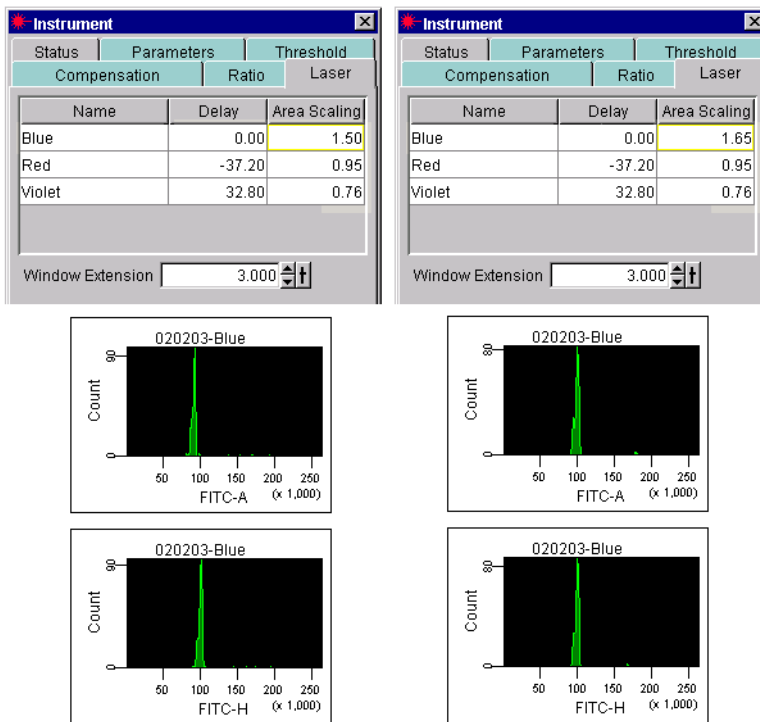 Instrument
Status Parameters Threshold
Compensation Ratio Laser
Name Delay Area Scaling
Blue 0.00 1.50
Red -37.20 0.95
Violet 32.80 0.76
Window Extension 3.000
Instrument
Status Parameters Threshold
Compensation Ratio Laser
Name Delay Area Scaling
Blue 0.00 1.65
Red -37.20 0.95
Violet 32.80 0.76
Window Extension 3.000
020203-Blue
90
Count
0
50 100 150 200 250
FITC-A (x 1,000)
020203-Blue
80
Count
0
50 100 150 200 250
FITC-A (x 1,000)
020203-Blue
90
Count
0
50 100 150 200 250
FITC-H (x 1,000)
020203-Blue
80
Count
0
50 100 150 200 250
FITC-H (x 1,000)